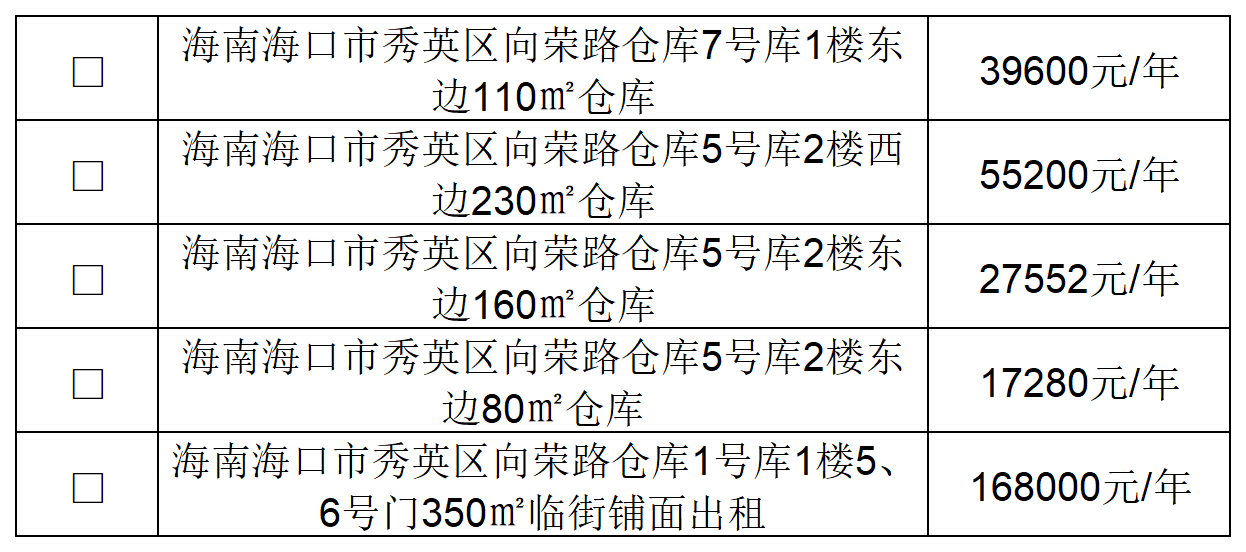 □
海南海口市秀英区向荣路仓库7号库1楼东
边110㎡仓库
39600元/年
□
海南海口市秀英区向荣路仓库5号库2楼西
边230㎡仓库
55200元/年
□
海南海口市秀英区向荣路仓库5号库2楼东
边160㎡仓库
27552元/年
□
海南海口市秀英区向荣路仓库5号库2楼东
边80㎡仓库
17280元/年
□
海南海口市秀英区向荣路仓库1号库1楼5、
6号门350㎡临街铺面出租
168000元/年